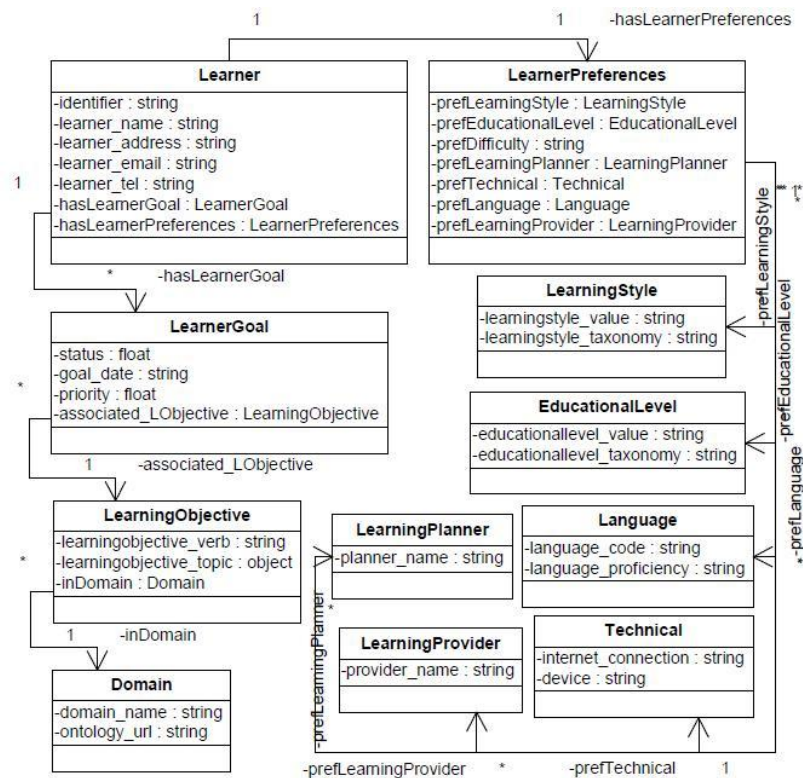 1 1 -hasLearnerPreferences
Learner
-identifier : string
-learner_name : string
-learner_address : string
-learner_email : string
-learner_tel : string
-hasLearnerGoal : LearnerGoal
-hasLearnerPreferences : LearnerPreferences
LearnerPreferences
-prefLearningStyle : LearningStyle
-prefEducationalLevel : EducationalLevel
-prefDifficulty : string
-prefLearningPlanner : LearningPlanner
-prefTechnical : Technical
-prefLanguage : Language
-prefLearningProvider : LearningProvider
1
* -hasLearnerGoal
LearnerGoal
-status : float
-goal_date : string
-priority : float
-associated_LObjective : LearningObjective
*
1 -associated_LObjective
LearningObjective
-learningobjective_verb : string
-learningobjective_topic : object
-inDomain : Domain
*
1 -inDomain
Domain
-domain_name : string
-ontology_url : string
-prefLearningStyle
-prefEducationalLevel
-prefLanguage
*
LearningStyle
-learningstyle_value : string
-learningstyle_taxonomy : string
EducationalLevel
-educationallevel_value : string
-educationallevel_taxonomy : string
Language
-language_code : string
-language_proficiency : string
LearningPlanner
-planner_name : string
*
-prefLearningPlanner
LearningProvider
-provider_name : string
Technical
-internet_connection : string
-device : string
-prefLearningProvider * -prefTechnical 1